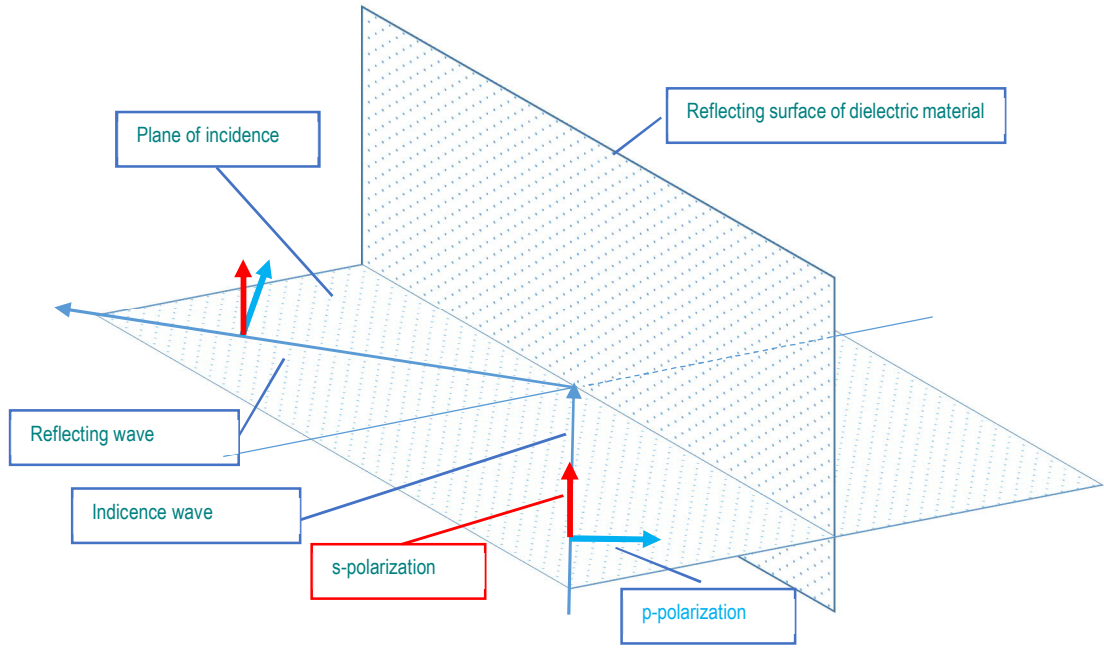 Reflecting surface of dielectric material
Plane of incidence
Reflecting wave
Indicence wave
s-polarization
p-polarization